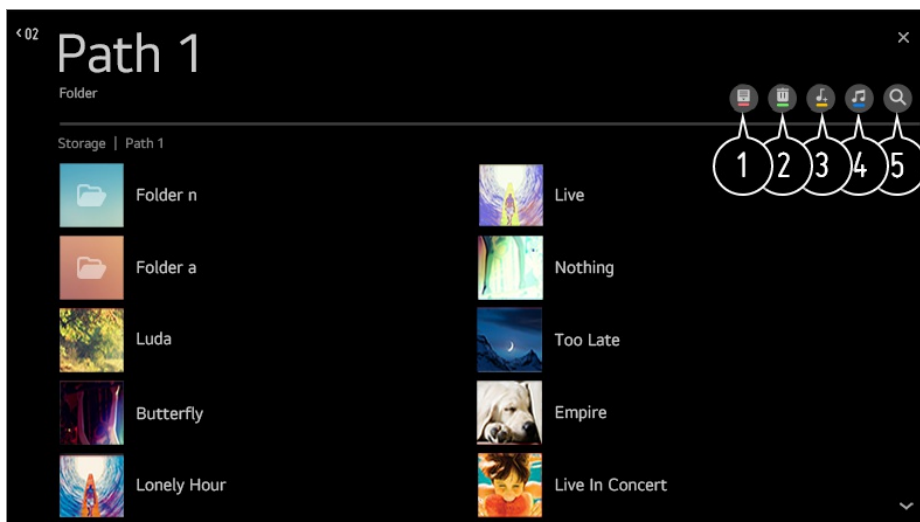 <02
Path 1
×
Folder
1 2 3 4 5
Storage | Path 1
Folder n
Live
Folder a
Nothing
Luda
Too Late
Butterfly
Empire
Lonely Hour
Live In Concert